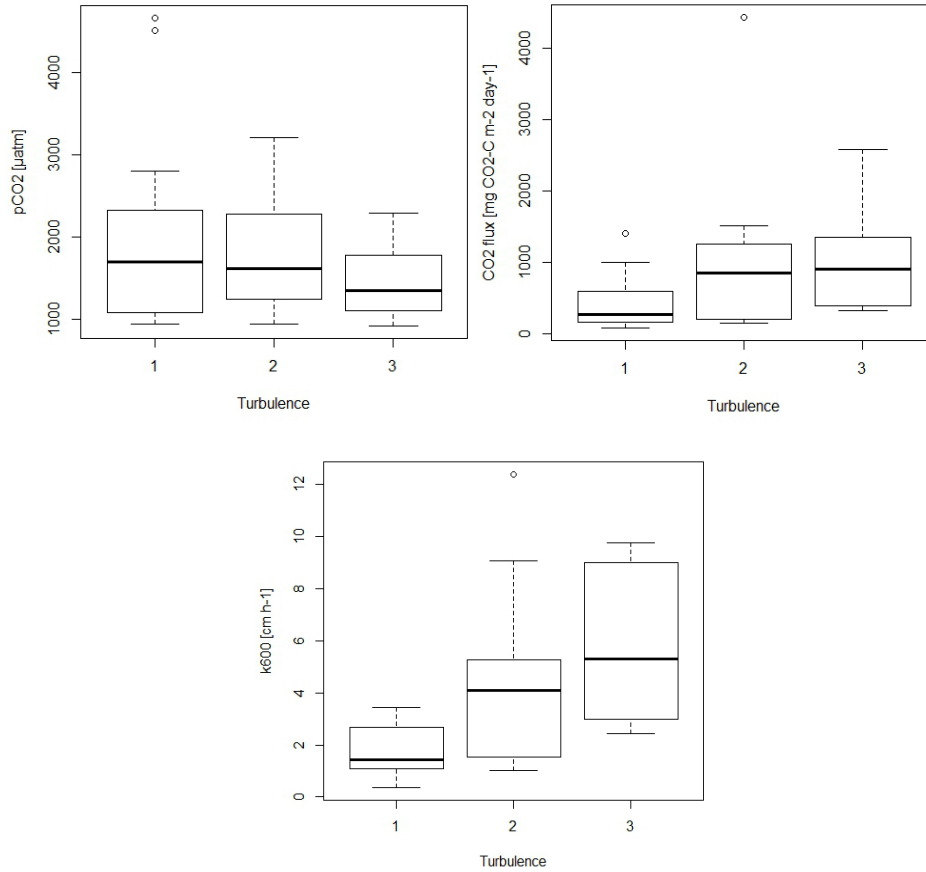 pCO2 [µatm]
4000
3000
2000
1000
1 2 3
Turbulence
CO2 flux [mg CO2-C m-2 day-1]
4000
3000
2000
1000
0
1 2 3
Turbulence
k600 [cm h-1]
12
10
8
6
4
2
0
1 2 3
Turbulence